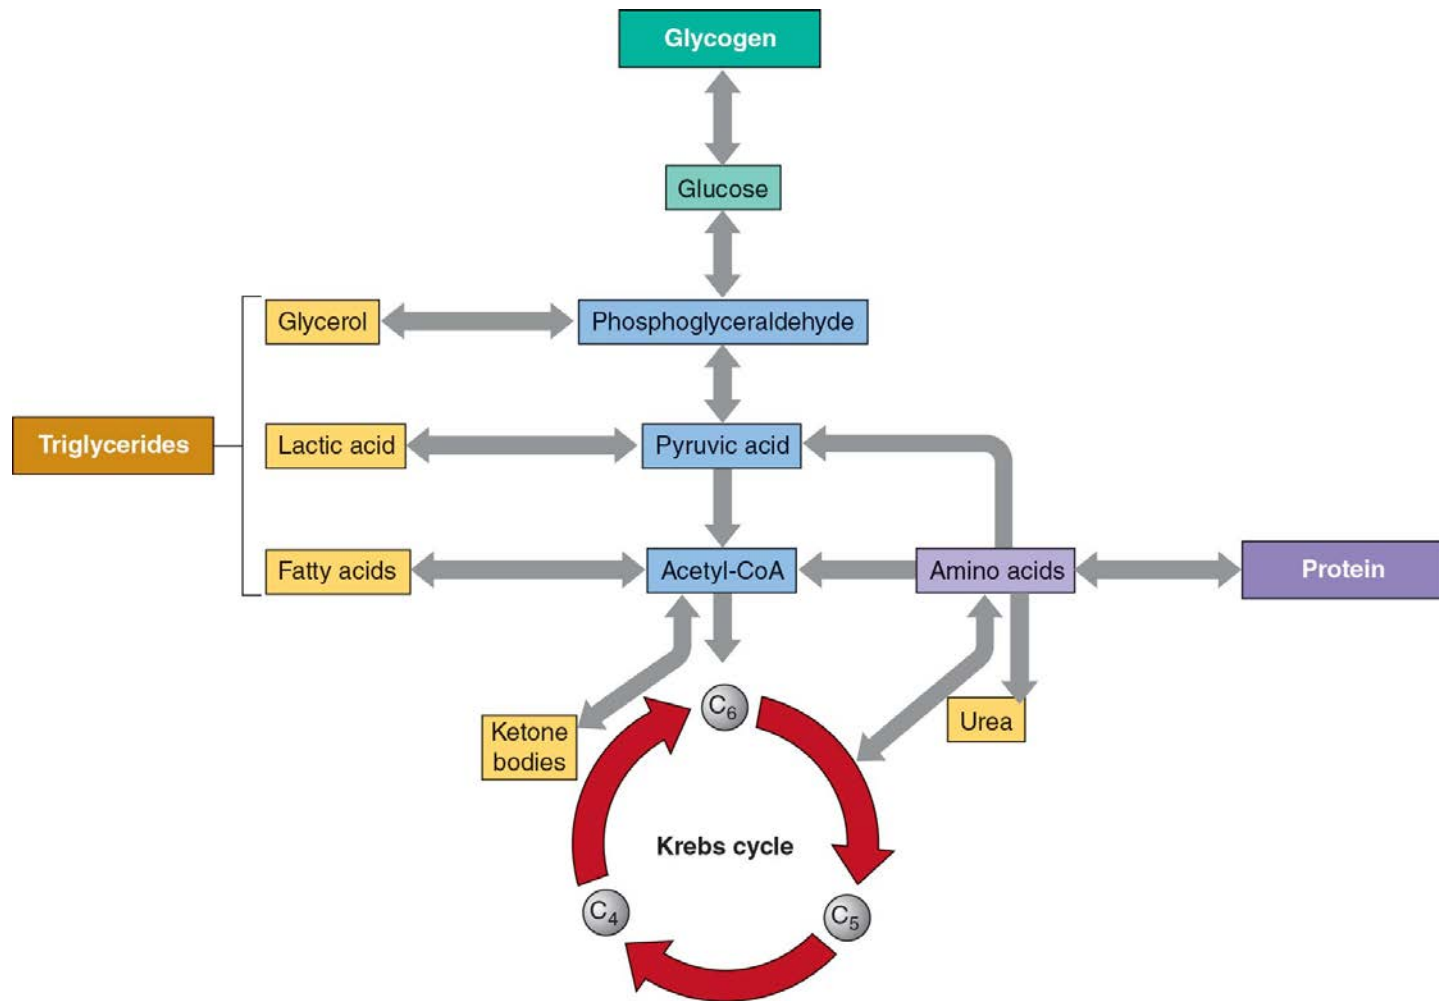 Glycogen
Glucose
Glycerol
Phosphoglyceraldehyde
Triglycerides
Lactic acid
Pyruvic acid
Fatty acids
Acetyl-CoA
Amino acids
Protein
Ketone
bodies
C₆
Urea
Krebs cycle
C₄
C₅